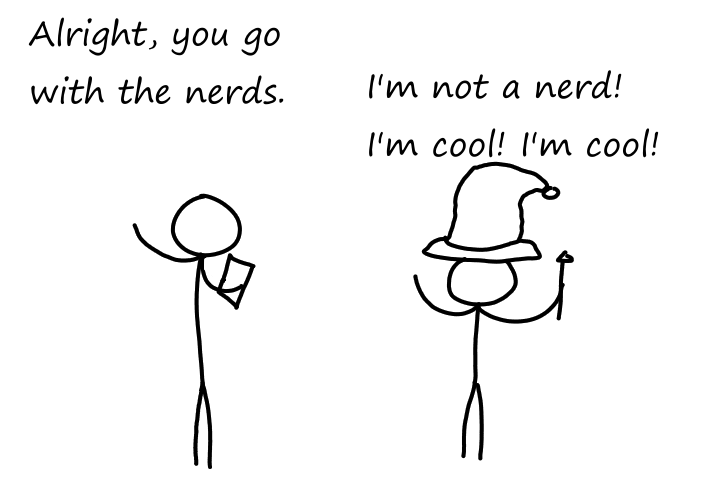 Alright, you go
with the nerds.
I'm not a nerd!
I'm cool! I'm cool!